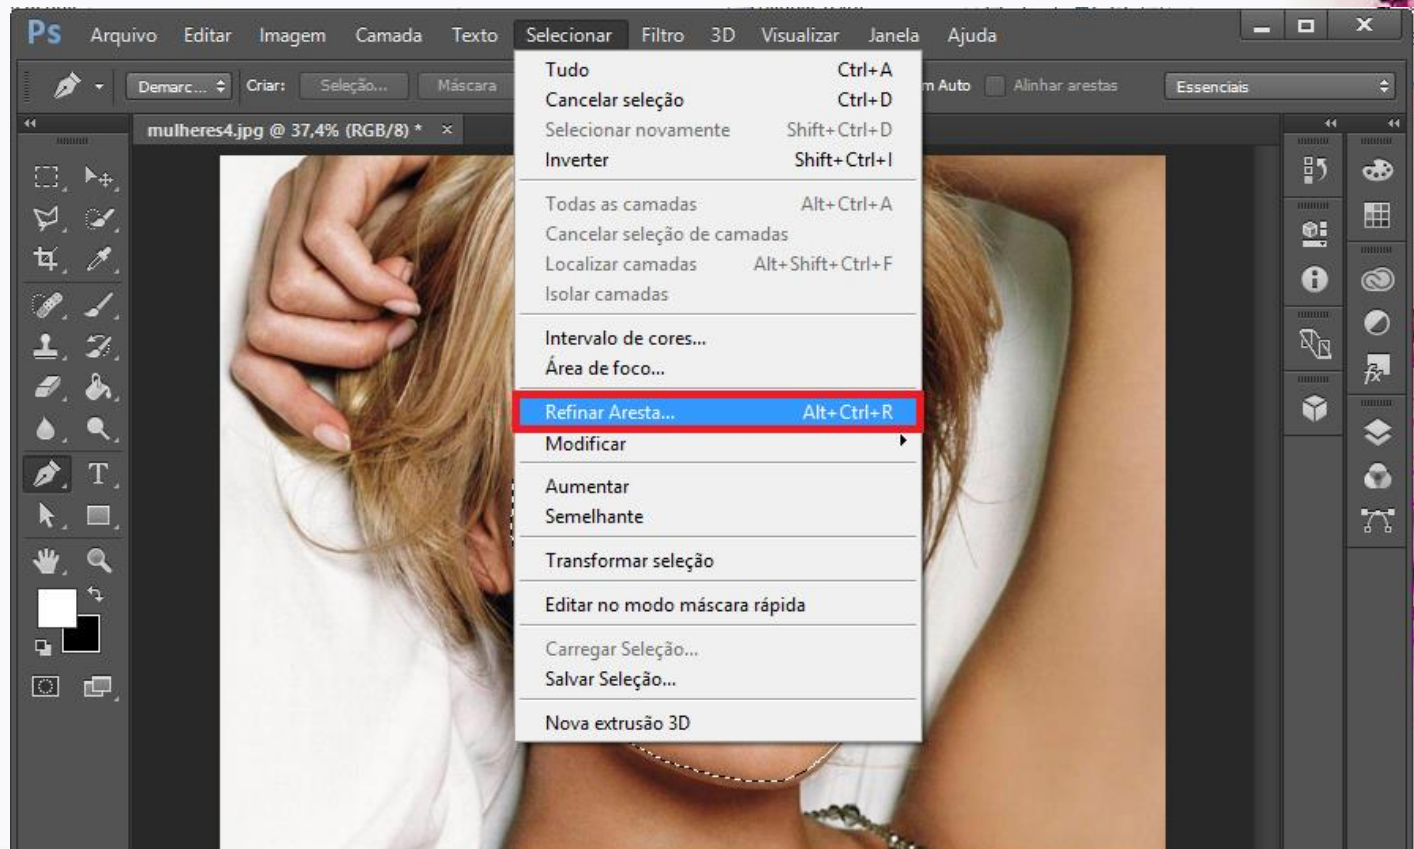 Ps Arquivo Editar Imagem Camada Texto Selecionar Filtro 3D Visualizar Janela Ajuda
Demarc... Criar: Seleção... Máscara Auto Alinhar arestas Essenciais
mulheres4.jpg @ 37,4% (RGB/8) * ×
Tudo Ctrl+A
Cancelar seleção Ctrl+D
Selecionar novamente Shift+Ctrl+D
Inverter Shift+Ctrl+I
Todas as camadas Alt+Ctrl+A
Cancelar seleção de camadas
Localizar camadas Alt+Shift+Ctrl+F
Isolar camadas
Intervalo de cores...
Área de foco...
Refinar Aresta... Alt+Ctrl+R
Modificar
Aumentar
Semelhante
Transformar seleção
Editar no modo máscara rápida
Carregar Seleção...
Salvar Seleção...
Nova extrusão 3D